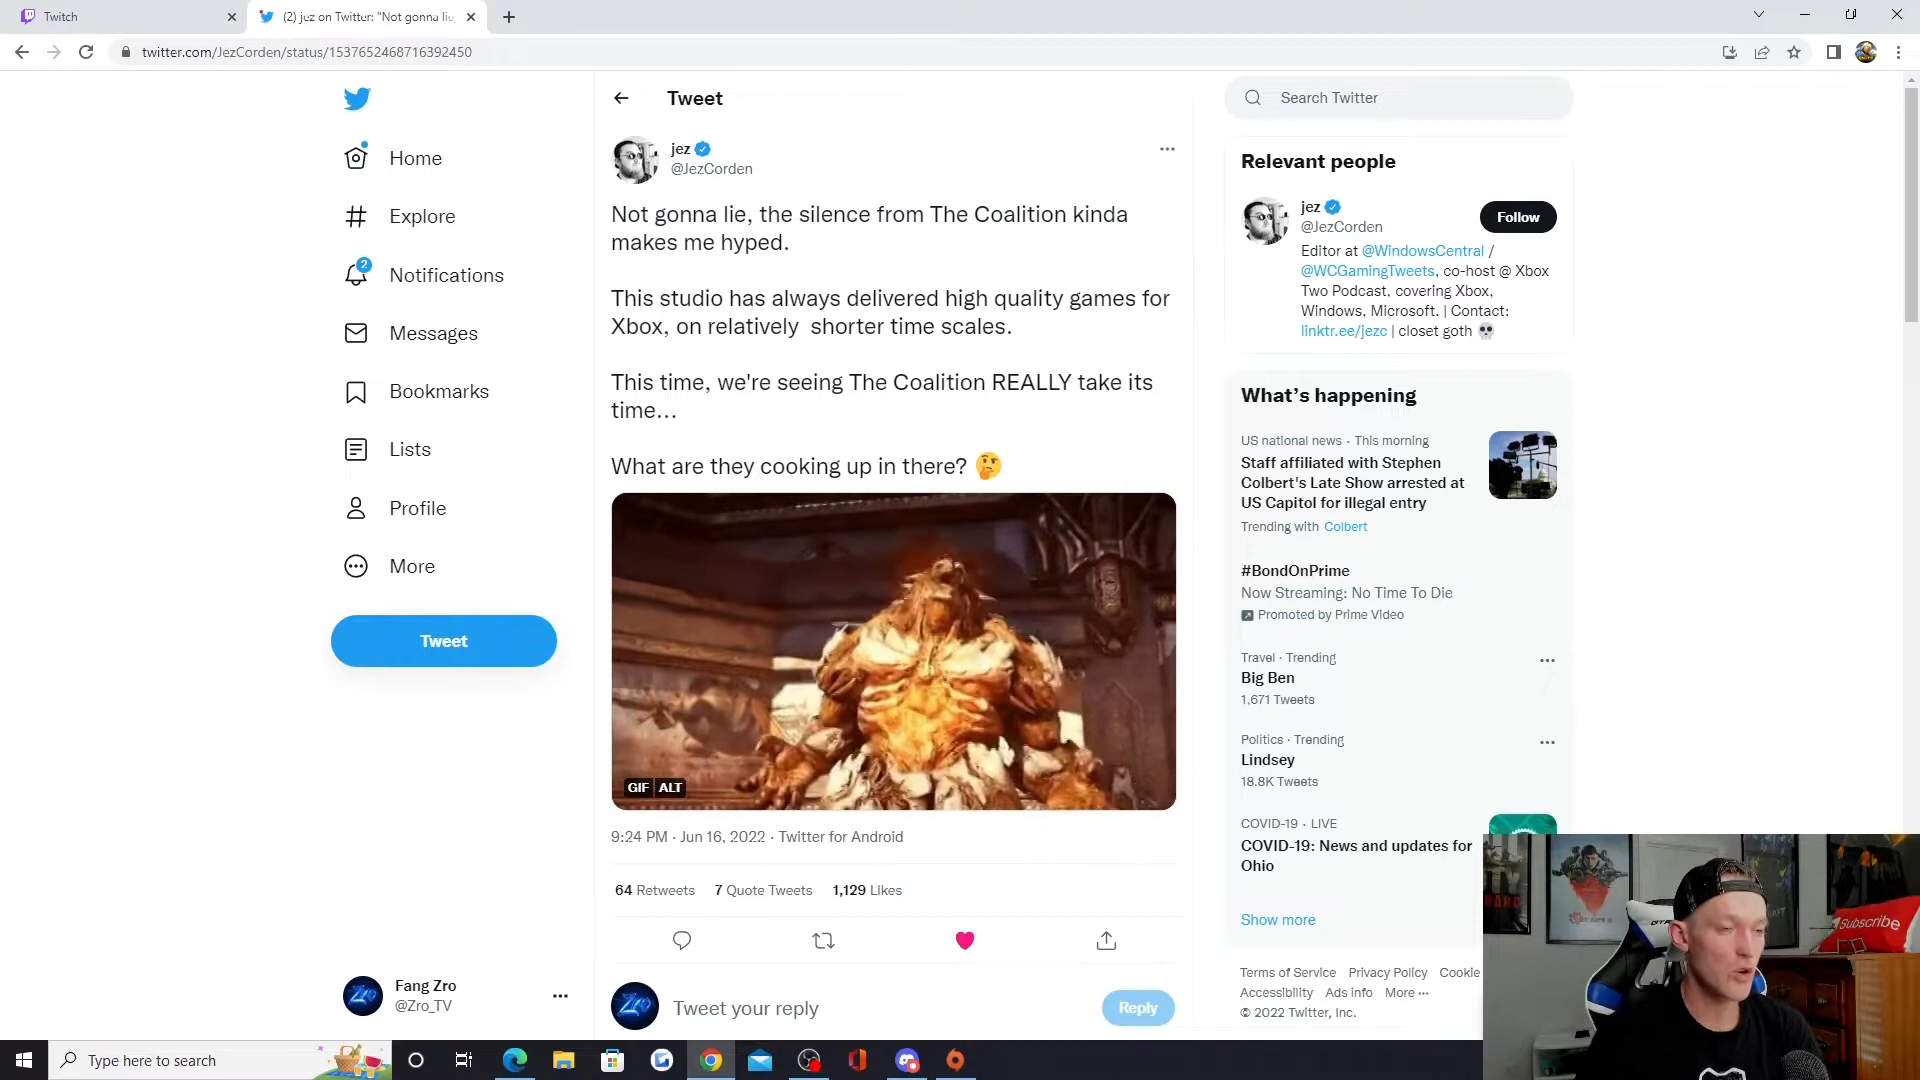 Twitch
(2) jez on Twitter: "Not gonna lie
twitter.com/JezCorden/status/1537652468716392450
Home
Explore
2
Notifications
Messages
Bookmarks
Lists
Profile
More
Tweet
Fang Zro
@Zro_TV
Tweet
jez
@JezCorden
Not gonna lie, the silence from The Coalition kinda
makes me hyped.
This studio has always delivered high quality games for
Xbox, on relatively shorter time scales.
This time, we're seeing The Coalition REALLY take its
time...
What are they cooking up in there? 🤔
GIF ALT
9:24 PM · Jun 16, 2022 · Twitter for Android
64 Retweets 7 Quote Tweets 1,129 Likes
Zro
Tweet your reply
Reply
Search Twitter
Relevant people
jez
@JezCorden
Follow
Editor at @WindowsCentral /
@WCGamingTweets, co-host @ Xbox
Two Podcast, covering Xbox,
Windows, Microsoft. | Contact:
linktr.ee/jezc | closet goth 💀
What's happening
US national news · This morning
Staff affiliated with Stephen
Colbert's Late Show arrested at
US Capitol for illegal entry
Trending with Colbert
#BondOnPrime
Now Streaming: No Time To Die
Promoted by Prime Video
Travel · Trending
Big Ben
1,671 Tweets
Politics · Trending
Lindsey
18.8K Tweets
COVID-19 · LIVE
COVID-19: News and updates for
Ohio
Show more
Terms of Service Privacy Policy Cookie
Accessibility Ads info More ···
© 2022 Twitter, Inc.
Subscribe
Type here to search